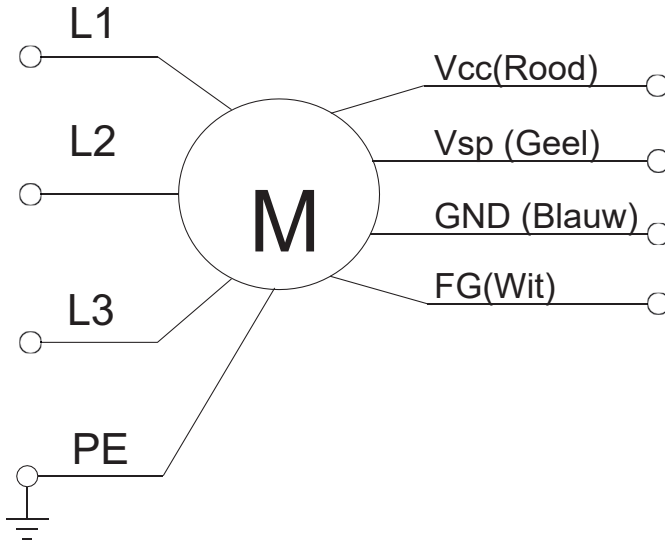 L1
L2
L3
PE
M
Vcc(Rood)
Vsp (Geel)
GND (Blauw)
FG(Wit)